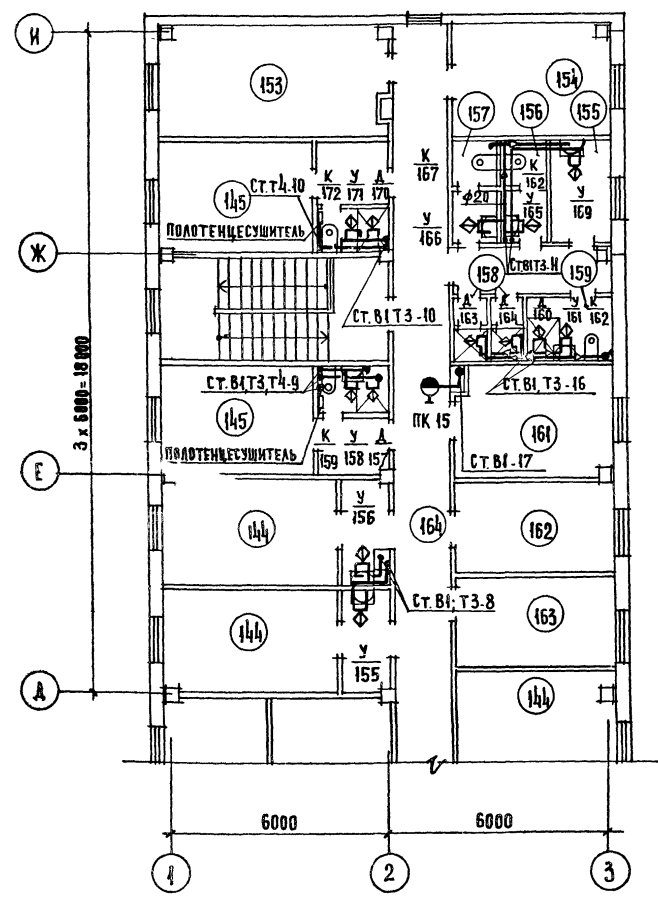 И
153
154
157
156
155
К
167
К
162
145
СТ. Т4-10
К
172
У
171
Д
170
ϕ20
У
165
У
169
ПОЛОТЕНЦЕСУШИТЕЛЬ
У
166
Ж
158
СТ.В1Т3-11
159
Д
163
Д
164
Д
160
У
161
К
162
СТ. В1 Т3-10
3 х 6000 = 18 000
СТ. В1,Т3,Т4-9
СТ. В1, Т3-16
145
ПК 15
161
ПОЛОТЕНЦЕСУШИТЕЛЬ
К
159
У
158
Д
157
СТ. В1-17
Е
У
156
144
164
162
СТ. В1; Т3-8
144
163
У
155
Д
144
6000
6000
1
2
3